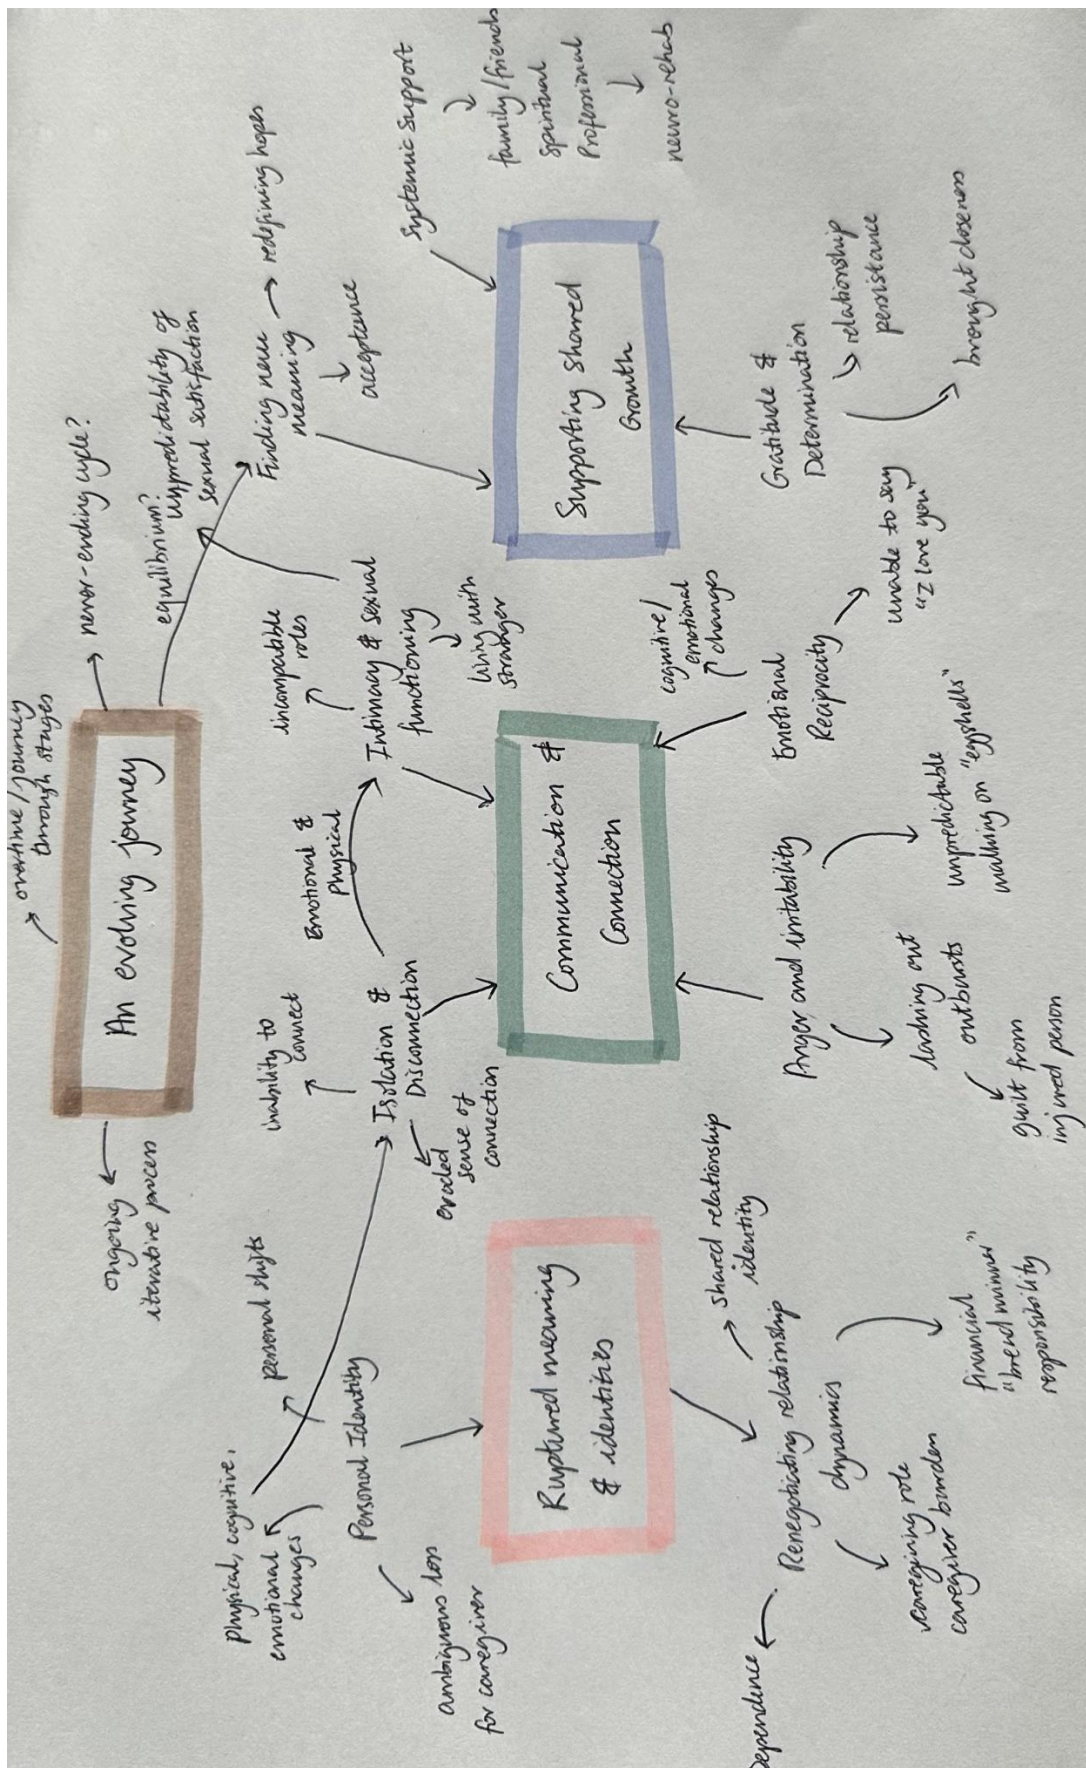 → overtime/journey
through stages
An evolving journey
ongoing
iterative process
never-ending cycle?
equilibrium?
unpredictability of
sexual satisfaction
Finding new
meaning
→ redefining hopes
acceptance
Physical, cognitive,
emotional
changes
personal shifts
Personal Identity
ambiguous loss
for caregiver
Ruptured meaning
& identities
Renegotiating relationship
dynamics
→ shared relationship
identity
Dependence
caregiving role
caregiver burden
financial
"bread winner"
responsibility
inability to
connect
Isolation &
Disconnection
eroded
sense of
connection
Emotional &
Physical
incompatible
roles
Intimacy & sexual
functioning
living with
stranger
Communication &
Connection
Anger and irritability
lashing out
outbursts
guilt from
injured person
unpredictable
walking on "eggshells"
cognitive/
emotional
changes
Emotional
Reciprocity
unable to say
"I love you"
Systemic support
family/friends
Spiritual
Professional
neuro-rehab
Supporting shared
Growth
Gratitude &
Determination
relationship
persistance
brought closeness